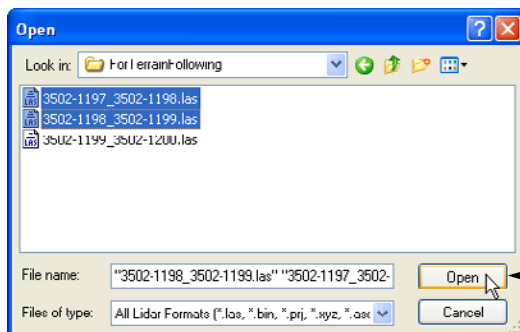 Open
Look in: ForTerrainFollowing
3502-1197_3502-1198.las
3502-1198_3502-1199.las
3502-1199_3502-1200.las
File name: "3502-1198_3502-1199.las" "3502-1197_3502-
Open
Files of type: All Lidar Formats (*.las, *.bin, *.prj, *.xyz, *.asc
Cancel